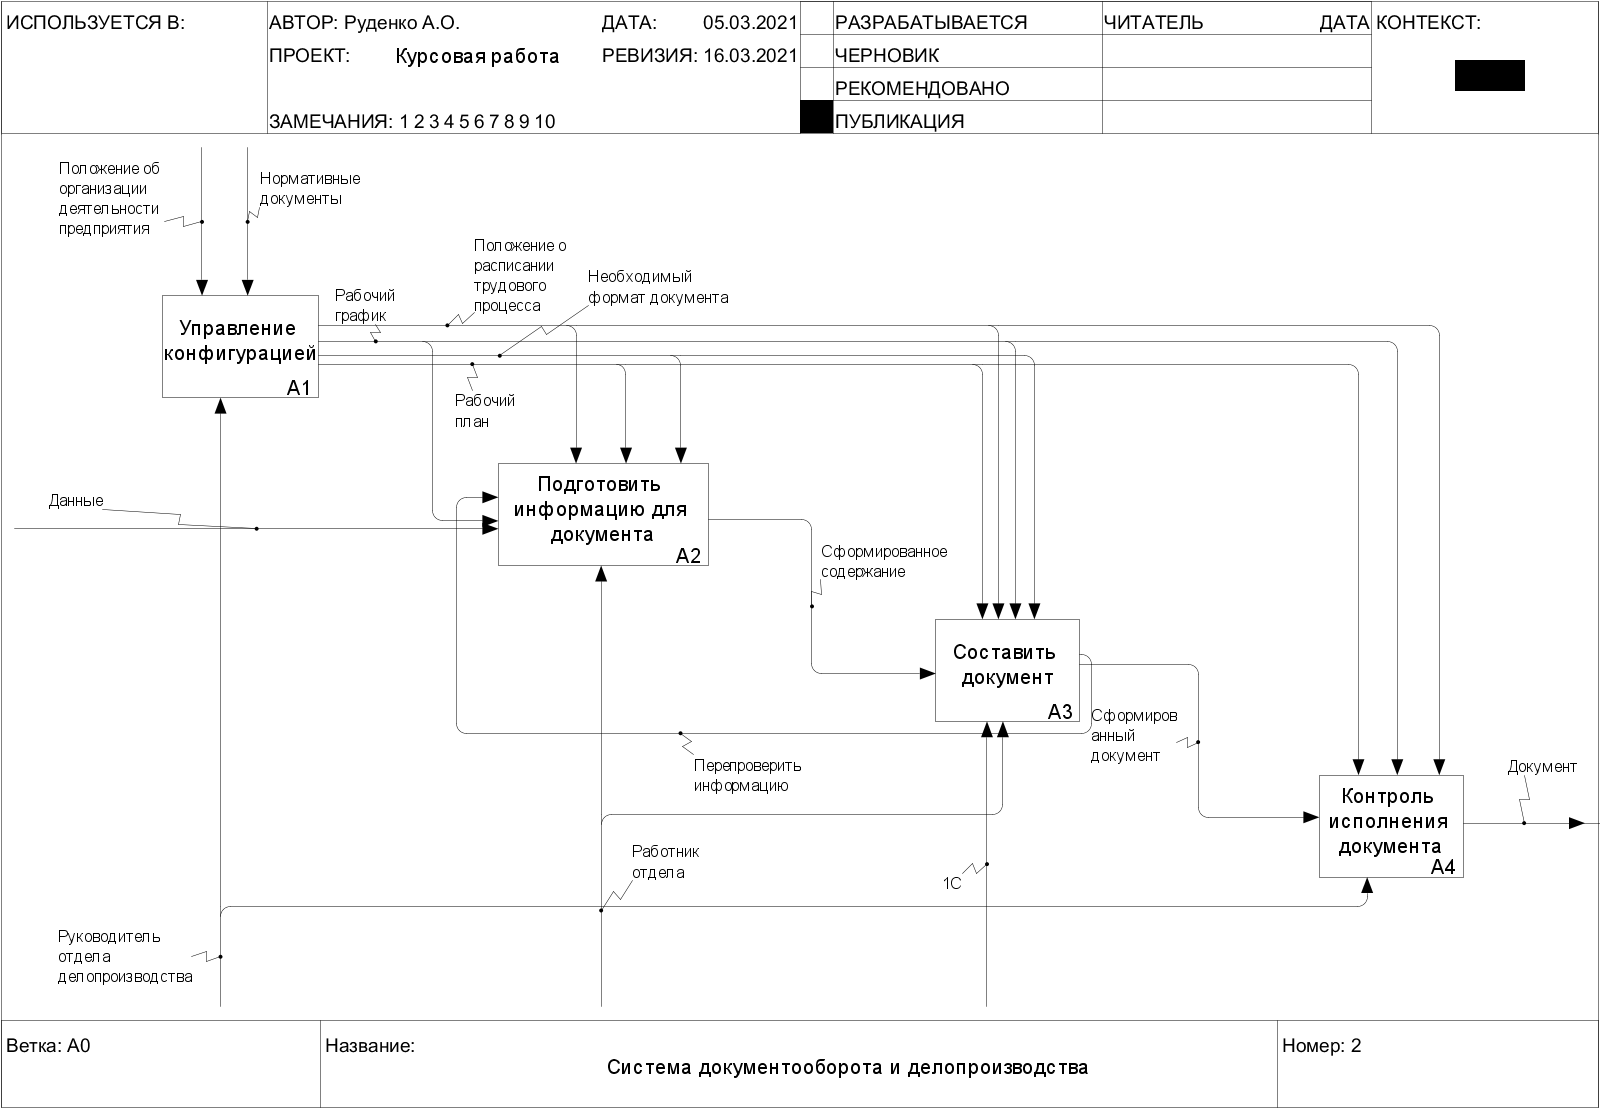 ИСПОЛЬЗУЕТСЯ В:
АВТОР: Руденко А.О.
ДАТА: 05.03.2021
ПРОЕКТ: Курсовая работа
РЕВИЗИЯ: 16.03.2021
ЗАМЕЧАНИЯ: 1 2 3 4 5 6 7 8 9 10
РАЗРАБАТЫВАЕТСЯ
ЧЕРНОВИК
РЕКОМЕНДОВАНО
ПУБЛИКАЦИЯ
ЧИТАТЕЛЬ
ДАТА
КОНТЕКСТ:
Положение об
организации
деятельности
предприятия
Нормативные
документы
Положение о
расписании
трудового
процесса
Необходимый
формат документа
Рабочий
график
Управление
конфигурацией
A1
Рабочий
план
Данные
Подготовить
информацию для
документа
A2
Сформированное
содержание
Составить
документ
A3
Сформиров
анный
документ
Перепроверить
информацию
Документ
Контроль
исполнения
документа
A4
Работник
отдела
1С
Руководитель
отдела
делопроизводства
Ветка: A0
Название:
Система документооборота и делопроизводства
Номер: 2